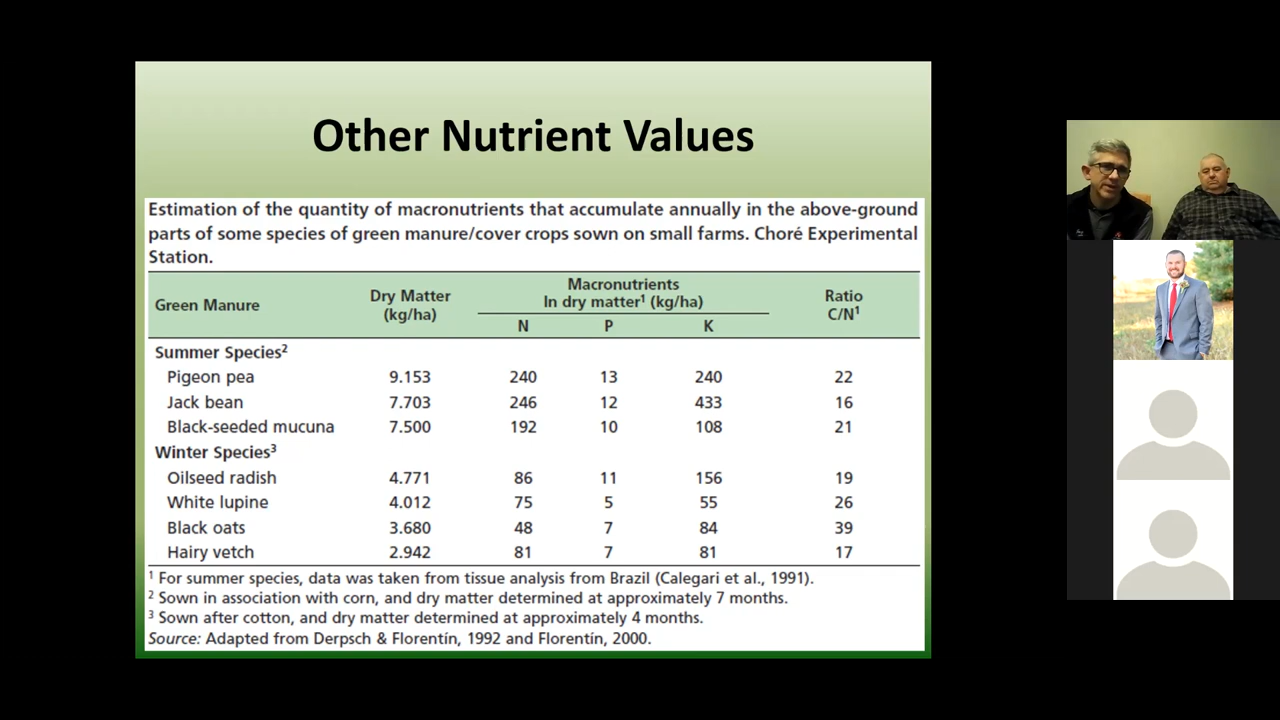 Other Nutrient Values
Estimation of the quantity of macronutrients that accumulate annually in the above-ground
parts of some species of green manure/cover crops sown on small farms. Choré Experimental
Station.
Green Manure Dry Matter (kg/ha) Macronutrients In dry matter¹ (kg/ha) Ratio C/N¹
N P K
Summer Species²
Pigeon pea 9.153 240 13 240 22
Jack bean 7.703 246 12 433 16
Black-seeded mucuna 7.500 192 10 108 21
Winter Species³
Oilseed radish 4.771 86 11 156 19
White lupine 4.012 75 5 55 26
Black oats 3.680 48 7 84 39
Hairy vetch 2.942 81 7 81 17
¹ For summer species, data was taken from tissue analysis from Brazil (Calegari et al., 1991).
² Sown in association with corn, and dry matter determined at approximately 7 months.
³ Sown after cotton, and dry matter determined at approximately 4 months.
Source: Adapted from Derpsch & Florentín, 1992 and Florentín, 2000.